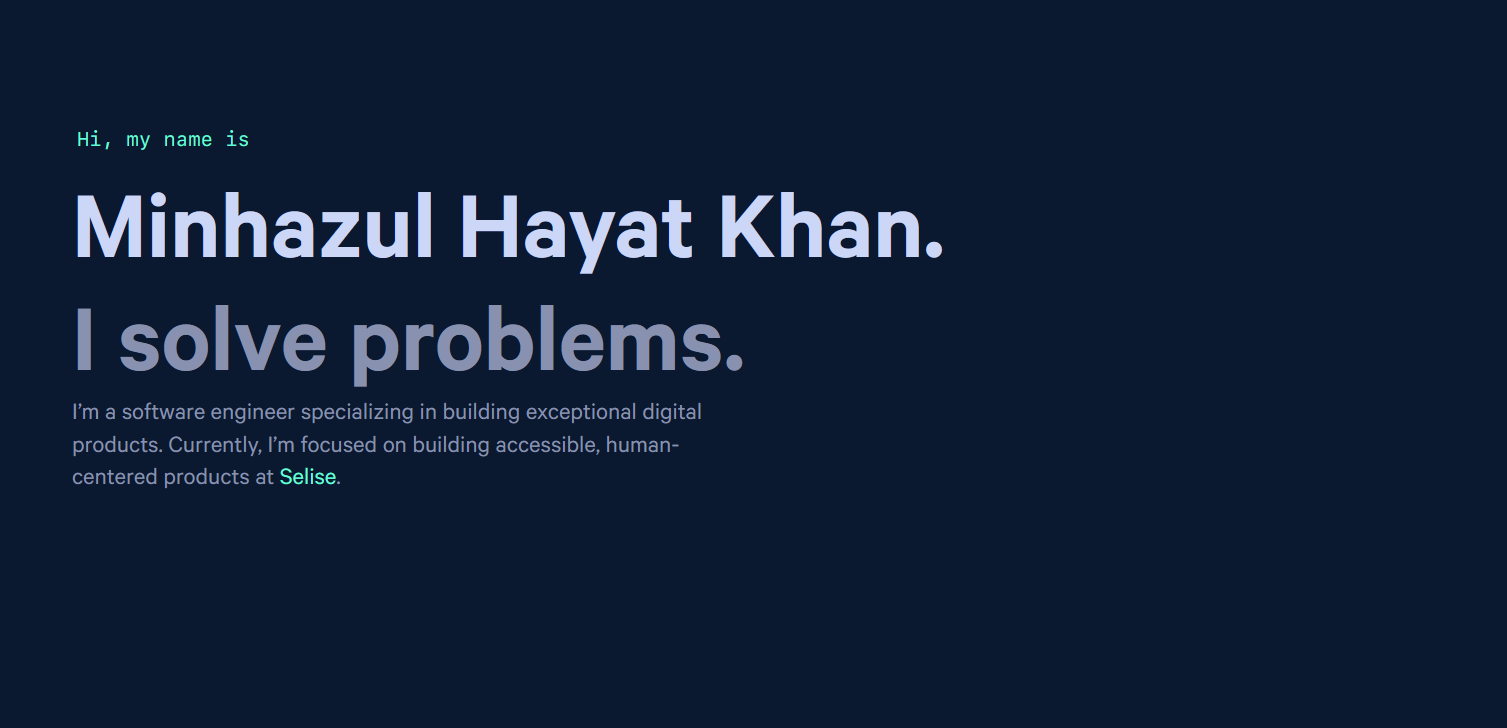 Hi, my name is
Minhazul Hayat Khan.
I solve problems.
I’m a software engineer specializing in building exceptional digital
products. Currently, I’m focused on building accessible, human-
centered products at Selise.